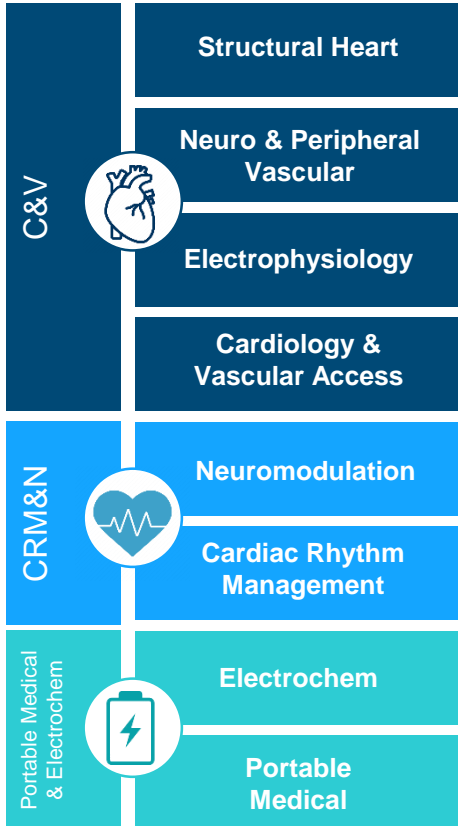 C&V
Structural Heart
Neuro & Peripheral
Vascular
Electrophysiology
Cardiology &
Vascular Access
CRM&N
Neuromodulation
Cardiac Rhythm
Management
Portable Medical
& Electrochem
Electrochem
Portable
Medical